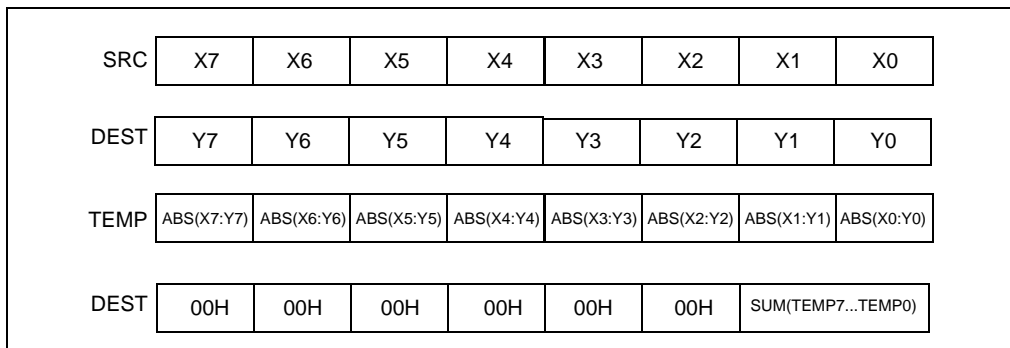 SRC X7 X6 X5 X4 X3 X2 X1 X0
DEST Y7 Y6 Y5 Y4 Y3 Y2 Y1 Y0
TEMP ABS(X7:Y7) ABS(X6:Y6) ABS(X5:Y5) ABS(X4:Y4) ABS(X3:Y3) ABS(X2:Y2) ABS(X1:Y1) ABS(X0:Y0)
DEST 00H 00H 00H 00H 00H 00H SUM(TEMP7...TEMP0)